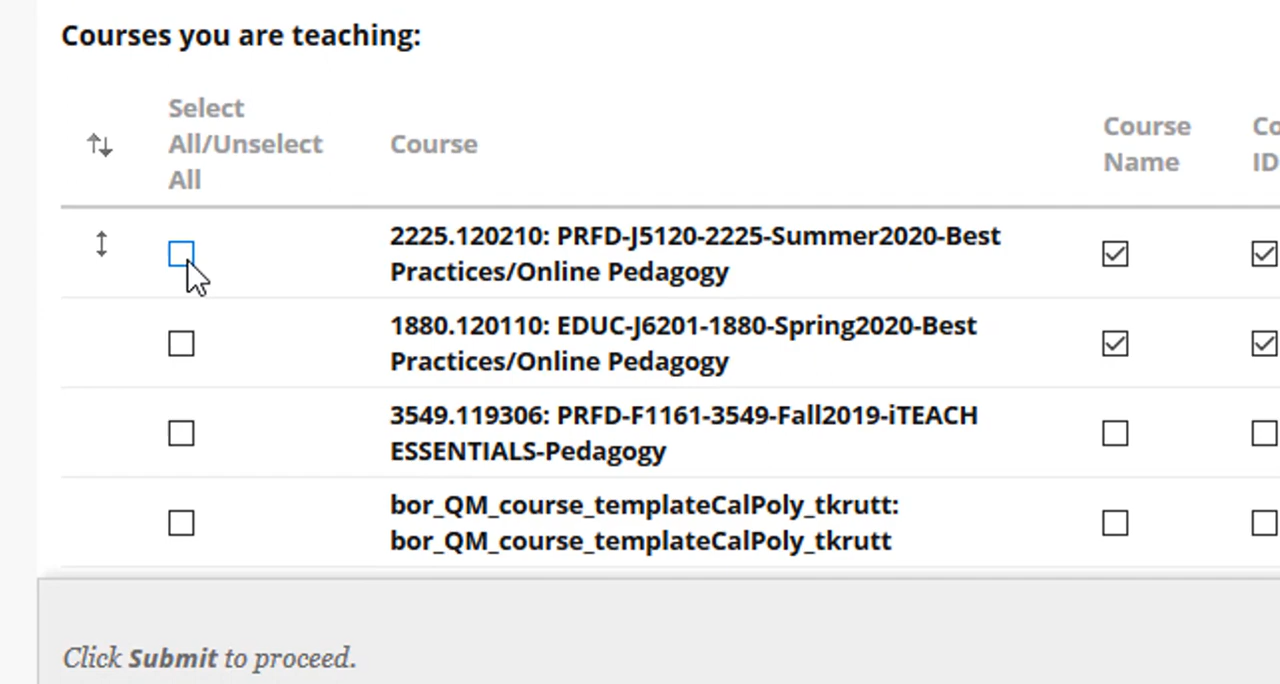 Courses you are teaching:
Select
All/Unselect
All
Course
Course
Name
Co
ID
2225.120210: PRFD-J5120-2225-Summer2020-Best
Practices/Online Pedagogy
1880.120110: EDUC-J6201-1880-Spring2020-Best
Practices/Online Pedagogy
3549.119306: PRFD-F1161-3549-Fall2019-iTEACH
ESSENTIALS-Pedagogy
bor_QM_course_templateCalPoly_tkrutt:
bor_QM_course_templateCalPoly_tkrutt
Click Submit to proceed.